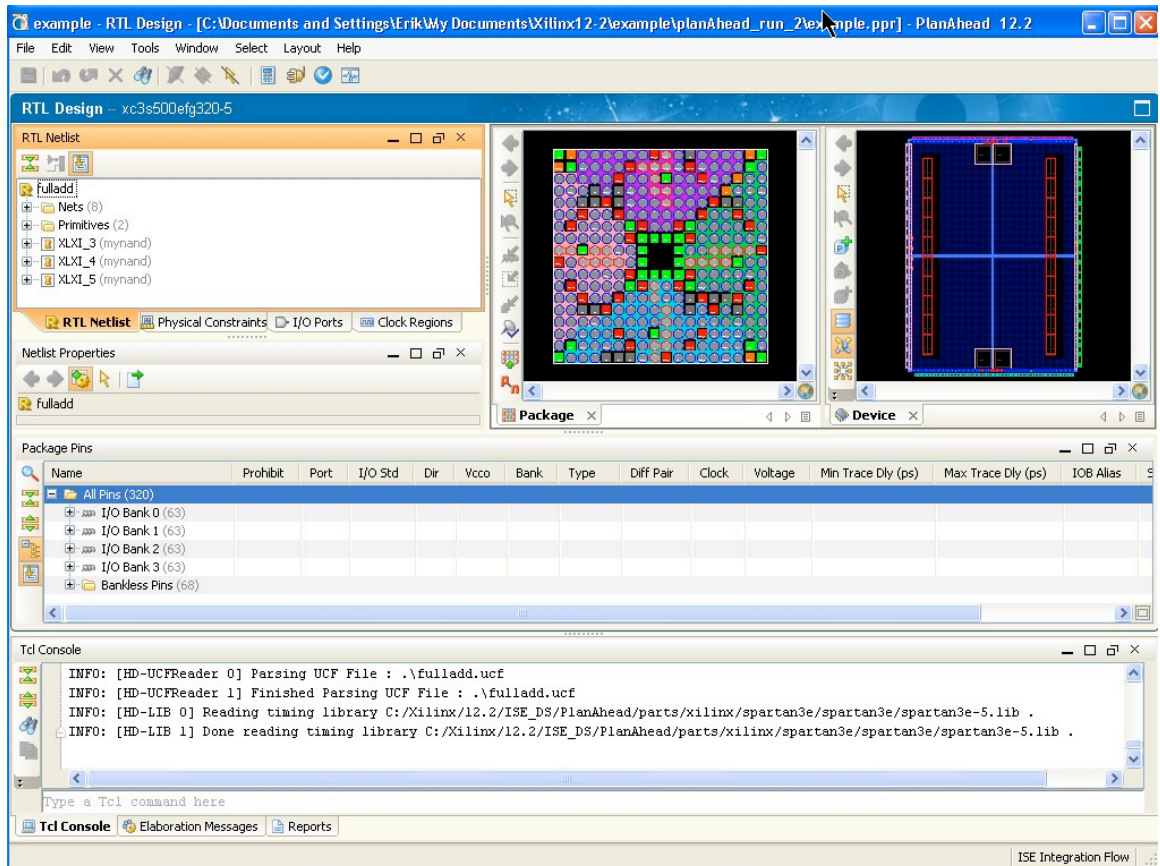 example - RTL Design - [C:\Documents and Settings\Erik\My Documents\Xilinx12-2\example\planAhead_run_2\example.ppr] - PlanAhead 12.2
File Edit View Tools Window Select Layout Help
RTL Design -- xc3s500efg320-5
RTL Netlist
fulladd
Nets (8)
Primitives (2)
XLXI_3 (mynand)
XLXI_4 (mynand)
XLXI_5 (mynand)
RTL Netlist Physical Constraints I/O Ports Clock Regions
Netlist Properties
fulladd
Package
Device
Package Pins
Name Prohibit Port I/O Std Dir Vcco Bank Type Diff Pair Clock Voltage Min Trace Dly (ps) Max Trace Dly (ps) IOB Alias
All Pins (320)
I/O Bank 0 (63)
I/O Bank 1 (63)
I/O Bank 2 (63)
I/O Bank 3 (63)
Bankless Pins (68)
Tcl Console
INFO: [HD-UCFReader 0] Parsing UCF File : .\fulladd.ucf
INFO: [HD-UCFReader 1] Finished Parsing UCF File : .\fulladd.ucf
INFO: [HD-LIB 0] Reading timing library C:/Xilinx/12.2/ISE_DS/PlanAhead/parts/xilinx/spartan3e/spartan3e/spartan3e-5.lib .
INFO: [HD-LIB 1] Done reading timing library C:/Xilinx/12.2/ISE_DS/PlanAhead/parts/xilinx/spartan3e/spartan3e/spartan3e-5.lib .
Type a Tcl command here
Tcl Console Elaboration Messages Reports
ISE Integration Flow